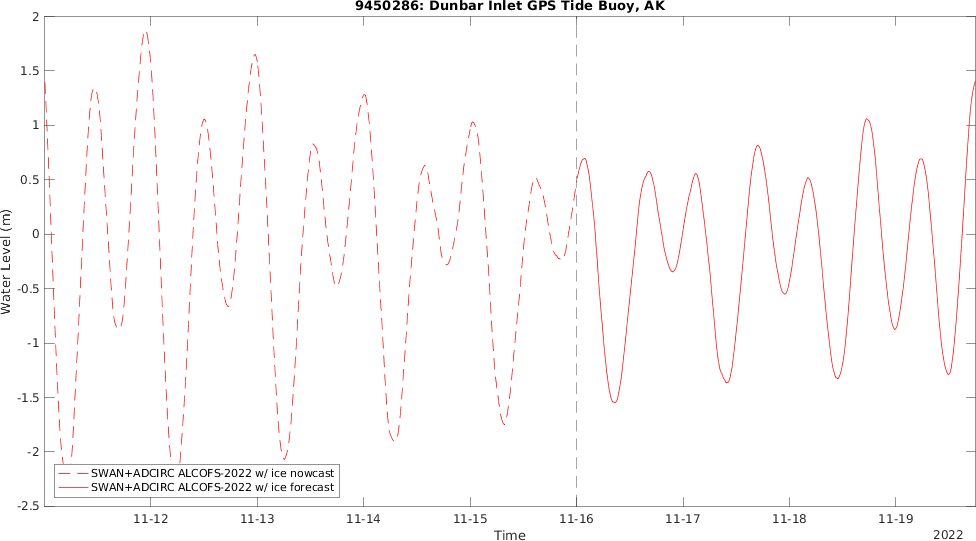 9450286: Dunbar Inlet GPS Tide Buoy, AK
Water Level (m)
2
1.5
1
0.5
0
-0.5
-1
-1.5
-2
-2.5
SWAN+ADCIRC ALCOFS-2022 w/ ice nowcast
SWAN+ADCIRC ALCOFS-2022 w/ ice forecast
11-12 11-13 11-14 11-15 11-16 11-17 11-18 11-19
Time
2022